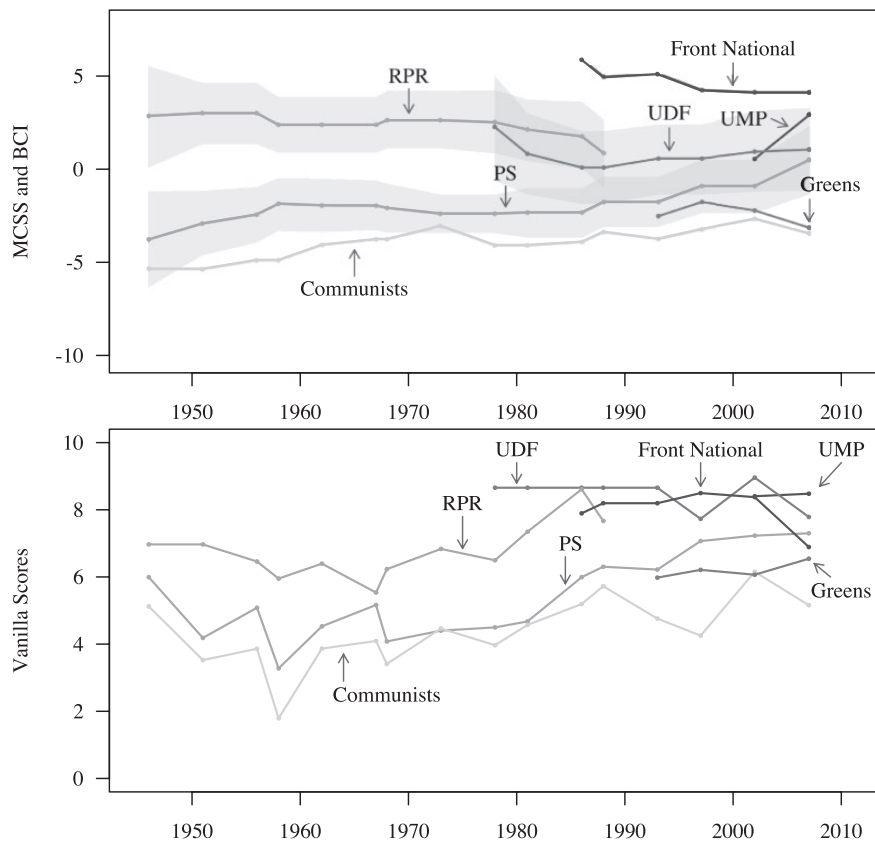 MCSS and BCI
5
0
-5
-10
Front National
RPR
UDF
UMP
PS
Greens
Communists
1950 1960 1970 1980 1990 2000 2010
Vanilla Scores
10
8
6
4
2
0
UDF
Front National
UMP
RPR
PS
Greens
Communists
1950 1960 1970 1980 1990 2000 2010